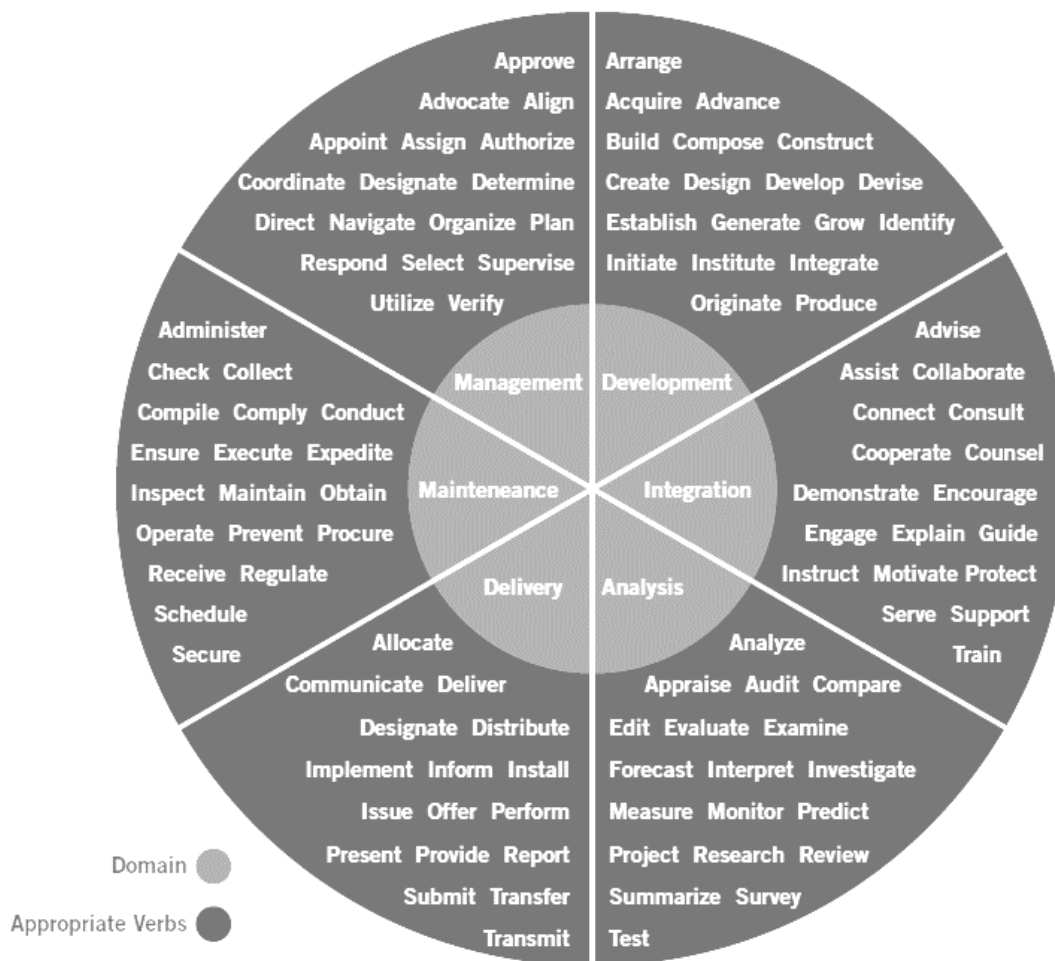 Approve
Advocate Align
Appoint Assign Authorize
Coordinate Designate Determine
Direct Navigate Organize Plan
Respond Select Supervise
Utilize Verify
Management
Arrange
Acquire Advance
Build Compose Construct
Create Design Develop Devise
Establish Generate Grow Identify
Initiate Institute Integrate
Originate Produce
Development
Administer
Check Collect
Compile Comply Conduct
Ensure Execute Expedite
Inspect Maintain Obtain
Operate Prevent Procure
Receive Regulate
Schedule
Secure
Mainteneance
Advise
Assist Collaborate
Connect Consult
Cooperate Counsel
Demonstrate Encourage
Engage Explain Guide
Instruct Motivate Protect
Serve Support
Train
Integration
Delivery
Allocate
Communicate Deliver
Designate Distribute
Implement Inform Install
Issue Offer Perform
Present Provide Report
Submit Transfer
Transmit
Analysis
Analyze
Appraise Audit Compare
Edit Evaluate Examine
Forecast Interpret Investigate
Measure Monitor Predict
Project Research Review
Summarize Survey
Test
Domain
Appropriate Verbs